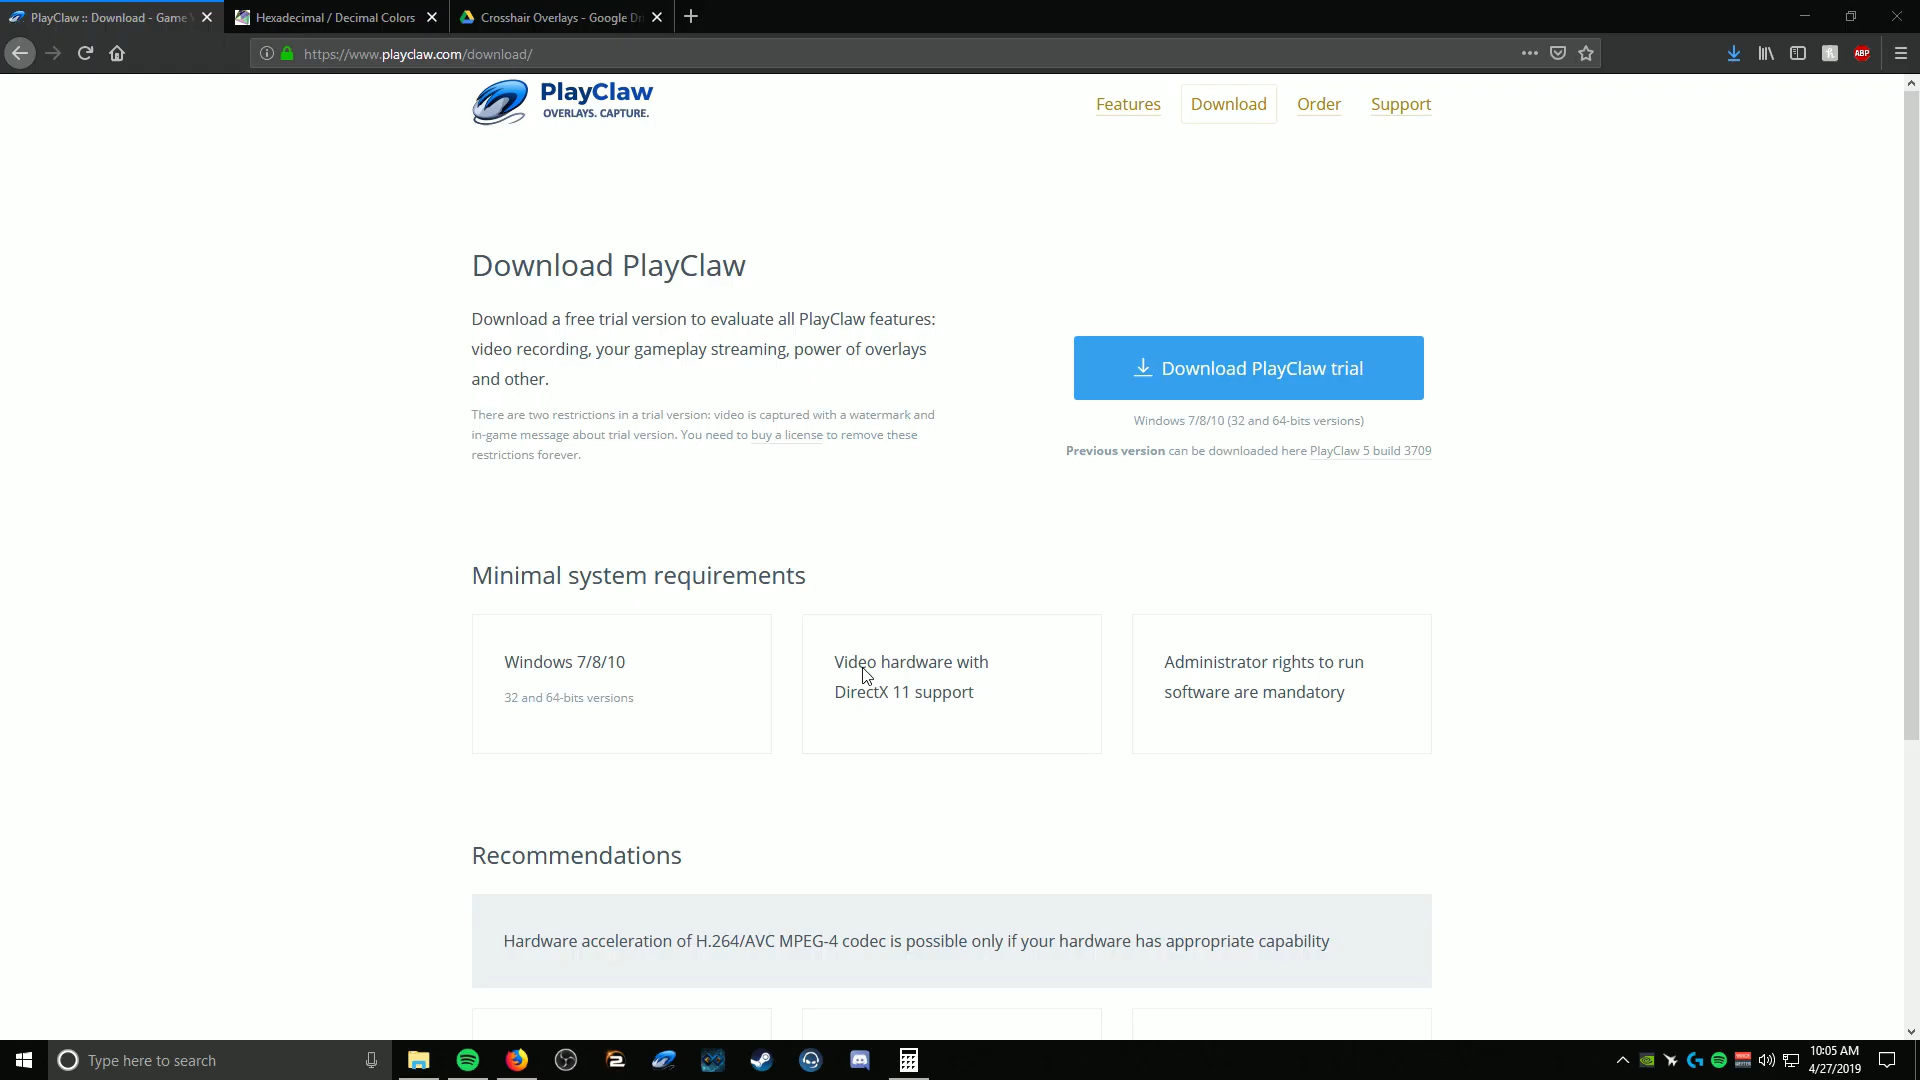 PlayClaw :: Download - Game
Hexadecimal / Decimal Colors
Crosshair Overlays - Google Dr
https://www.playclaw.com/download/
ABP
PlayClaw
OVERLAYS. CAPTURE.
Features
Download
Order
Support
Download PlayClaw
Download a free trial version to evaluate all PlayClaw features:
video recording, your gameplay streaming, power of overlays
and other.
There are two restrictions in a trial version: video is captured with a watermark and
in-game message about trial version. You need to buy a license to remove these
restrictions forever.
Download PlayClaw trial
Windows 7/8/10 (32 and 64-bits versions)
Previous version can be downloaded here PlayClaw 5 build 3709
Minimal system requirements
Windows 7/8/10
32 and 64-bits versions
Video hardware with
DirectX 11 support
Administrator rights to run
software are mandatory
Recommendations
Hardware acceleration of H.264/AVC MPEG-4 codec is possible only if your hardware has appropriate capability
Type here to search
10:05 AM
4/27/2019